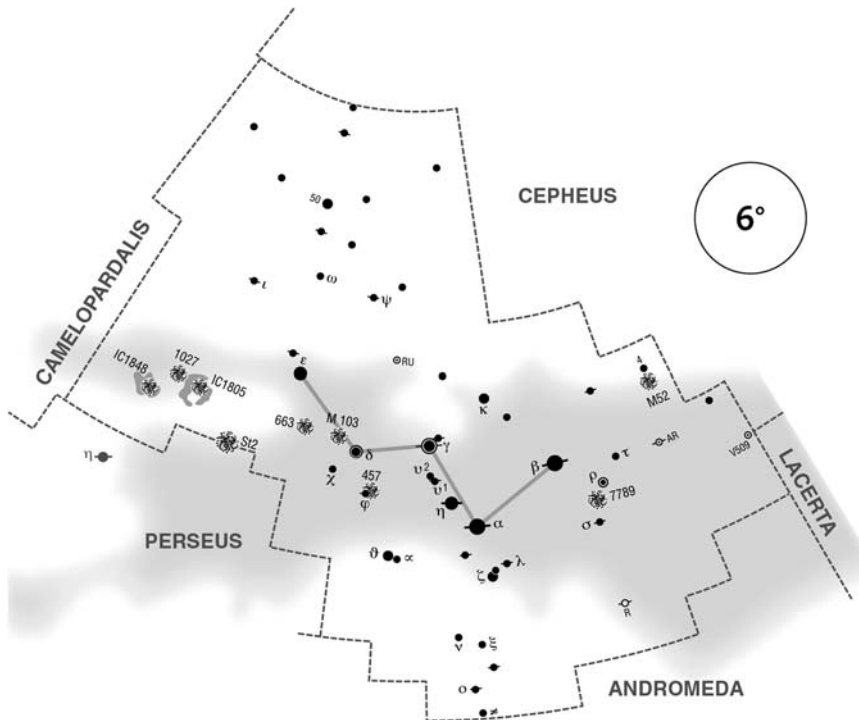 50
CEPHEUS
6°
ω
ι
ψ
CAMELOPARDALIS
IC1848
1027
IC1805
ε
RU
4
M52
κ
663
M 103
St2
η
δ
γ
β
τ
AR
V509
LACERTA
χ
457
φ
υ²
υ¹
η
α
ρ
7789
σ
PERSEUS
ϑ
∝
ζ
λ
R
ν
ξ
ο
≠
ANDROMEDA